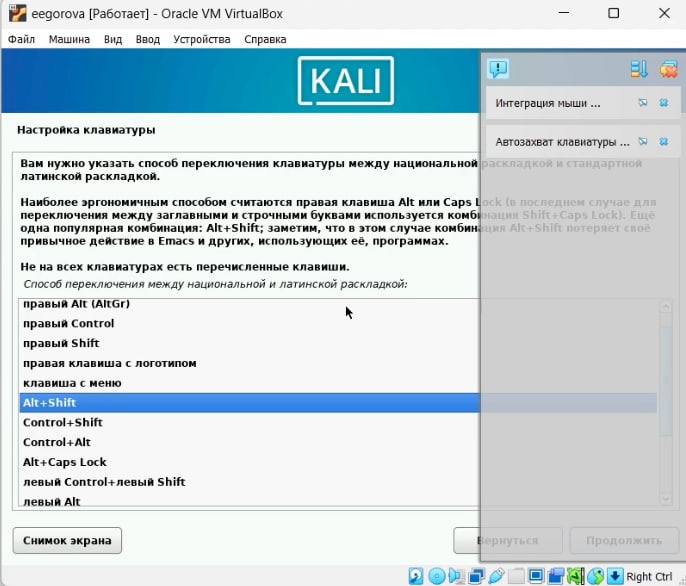 eegorova [Работает] - Oracle VM VirtualBox
Файл Машина Вид Ввод Устройства Справка
KALI
Интеграция мыши ...
Настройка клавиатуры
Автозахват клавиатуры ...
Вам нужно указать способ переключения клавиатуры между национальной раскладкой и стандартной
латинской раскладкой.
Наиболее эргономичным способом считаются правая клавиша Alt или Caps Lock (в последнем случае для
переключения между заглавными и строчными буквами используется комбинация Shift+Caps Lock). Ещё
одна популярная комбинация: Alt+Shift; заметим, что в этом случае комбинация Alt+Shift потеряет своё
привычное действие в Emacs и других, использующих её, программах.
Не на всех клавиатурах есть перечисленные клавиши.
Способ переключения между национальной и латинской раскладкой:
правый Alt (AltGr)
правый Control
правый Shift
правая клавиша с логотипом
клавиша с меню
Alt+Shift
Control+Shift
Control+Alt
Alt+Caps Lock
левый Control+левый Shift
левый Alt
Снимок экрана Вернуться Продолжить
Right Ctrl